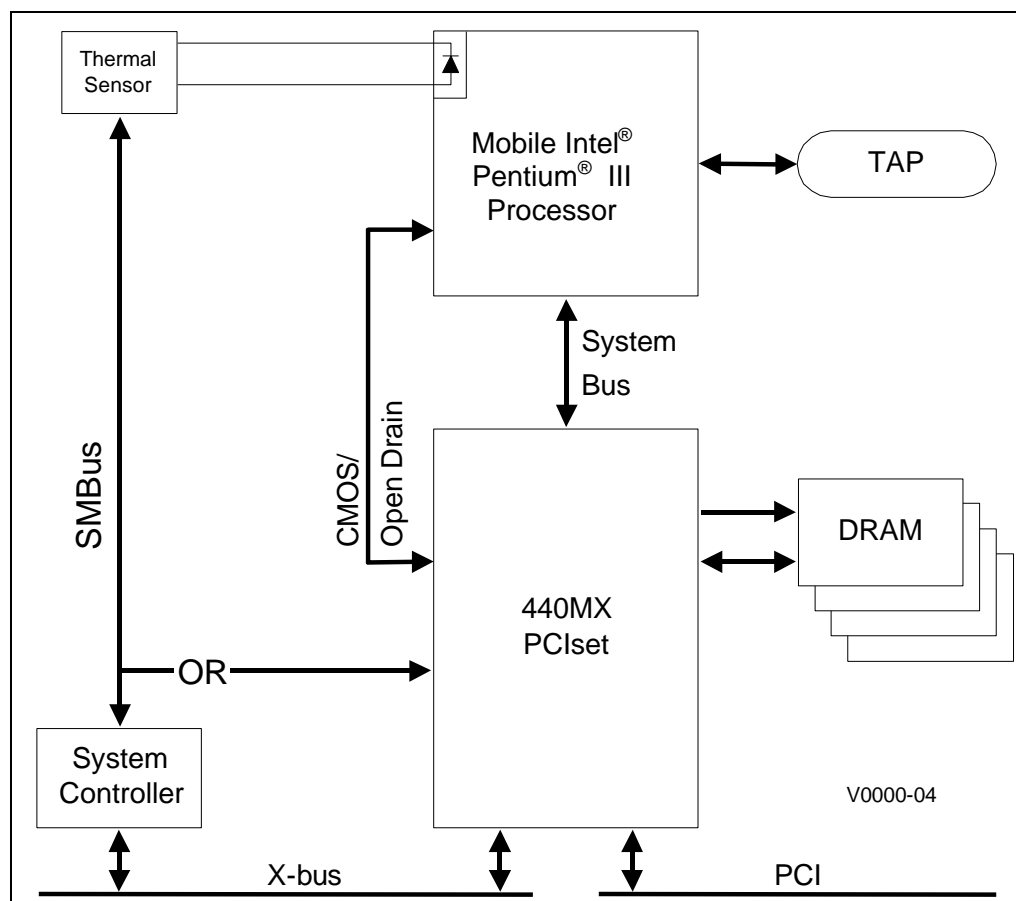 Thermal
Sensor
Mobile Intel®
Pentium® III
Processor
TAP
System
Bus
CMOS/
Open Drain
SMBus
DRAM
440MX
PCIset
OR
System
Controller
V0000-04
X-bus
PCI